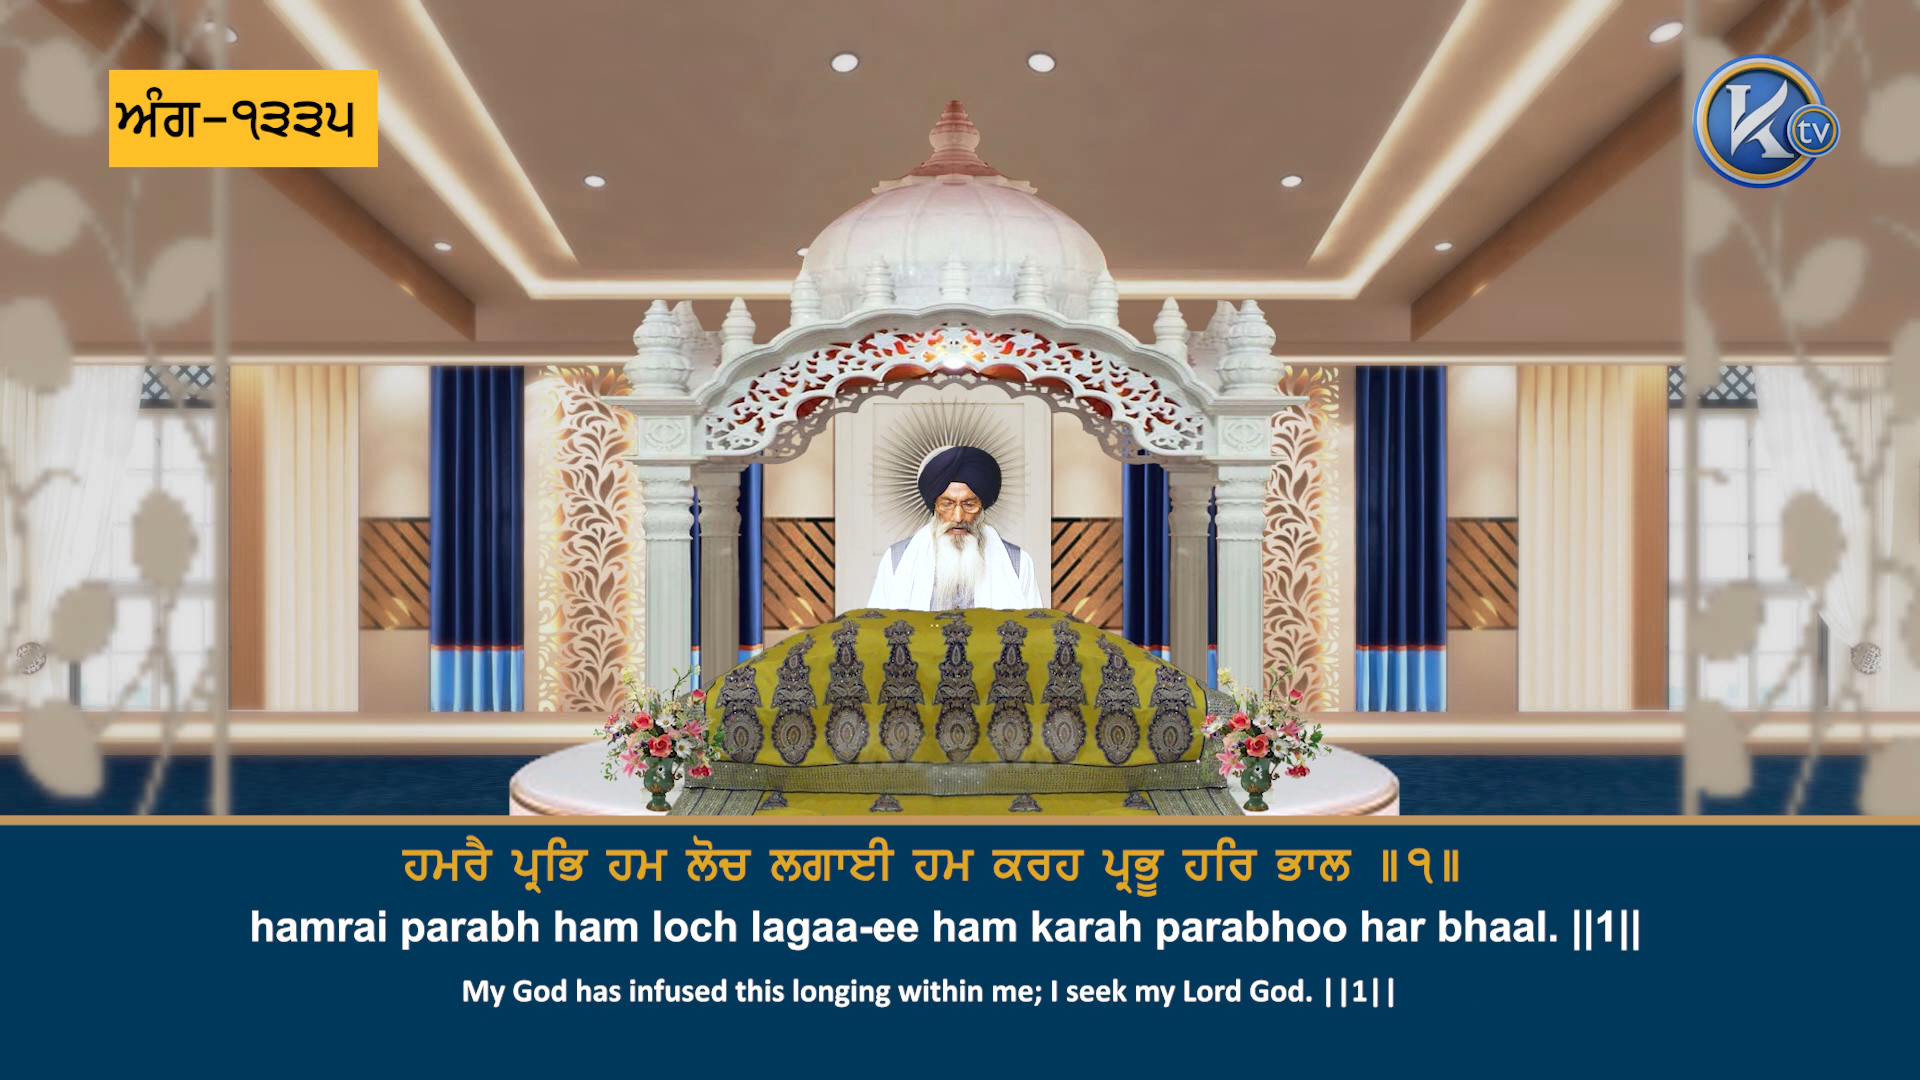 ਅੰਗ-੧੩੩੫
K tv
ਹਮਰੈ ਪ੍ਰਭਿ ਹਮ ਲੋਚ ਲਗਾਈ ਹਮ ਕਰਹ ਪ੍ਰਭੂ ਹਰਿ ਭਾਲ ॥੧॥
hamrai parabh ham loch lagaa-ee ham karah parabhoo har bhaal. ||1||
My God has infused this longing within me; I seek my Lord God. ||1||